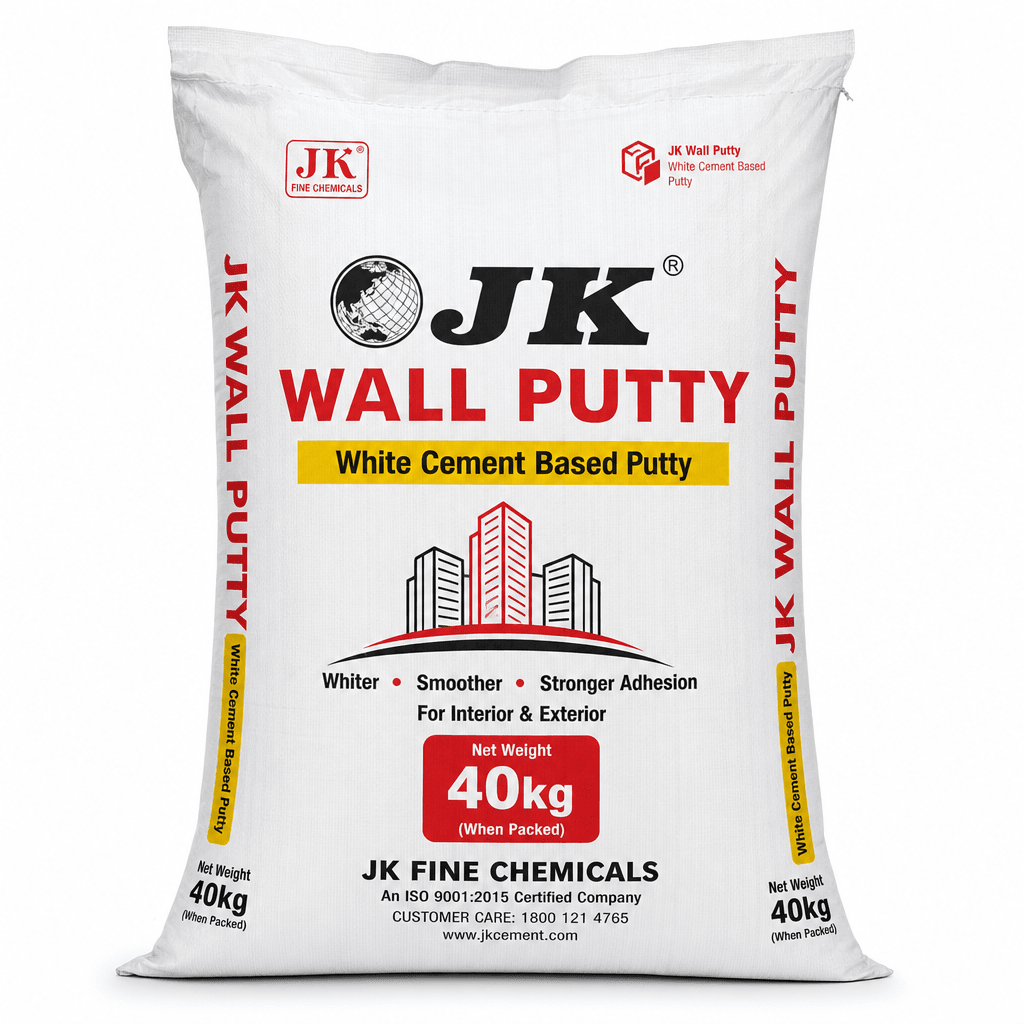 JK®
FINE CHEMICALS
JK Wall Putty
White Cement Based
Putty
JK®
WALL PUTTY
White Cement Based Putty
Whiter • Smoother • Stronger Adhesion
For Interior & Exterior
Net Weight
40kg
(When Packed)
JK FINE CHEMICALS
An ISO 9001:2015 Certified Company
CUSTOMER CARE: 1800 121 4765
www.jkcement.com
JK WALL PUTTY
White Cement Based Putty
Net Weight
40kg
(When Packed)
JK WALL PUTTY
White Cement Based Putty
Net Weight
40kg
(When Packed)